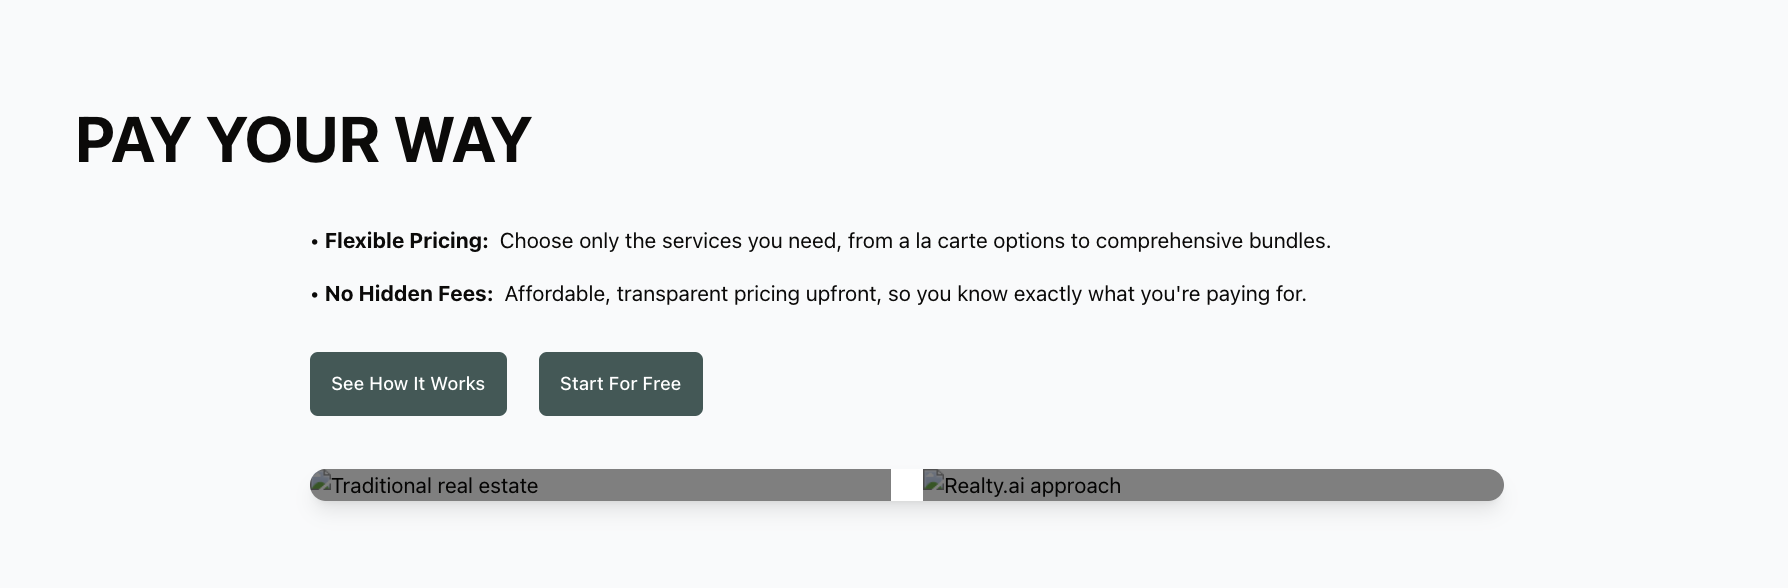 PAY YOUR WAY
• Flexible Pricing: Choose only the services you need, from a la carte options to comprehensive bundles.
• No Hidden Fees: Affordable, transparent pricing upfront, so you know exactly what you're paying for.
See How It Works
Start For Free
Traditional real estate
Realty.ai approach